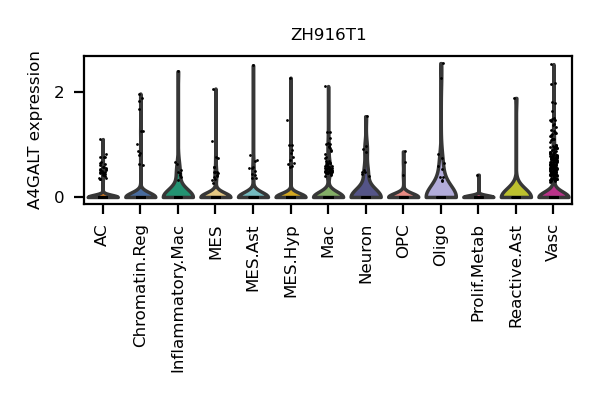 ZH916T1
A4GALT expression
2
0
AC
Chromatin.Reg
Inflammatory.Mac
MES
MES.Ast
MES.Hyp
Mac
Neuron
OPC
Oligo
Prolif.Metab
Reactive.Ast
Vasc